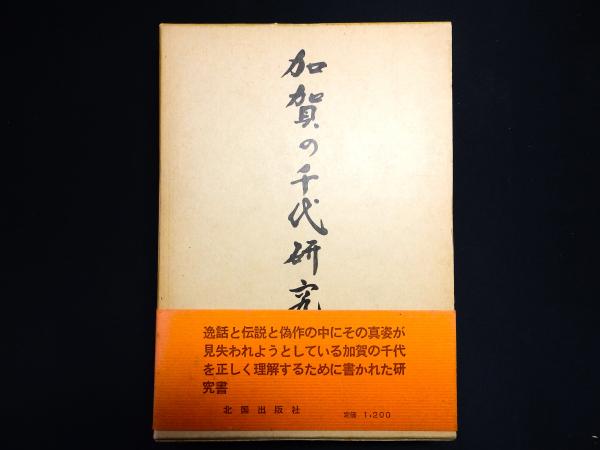 加賀の千代研究
逸話と伝説と偽作の中にその真姿が
見失われようとしている加賀の千代
を正しく理解するために書かれた研
究書
北国出版社
定価 1,200